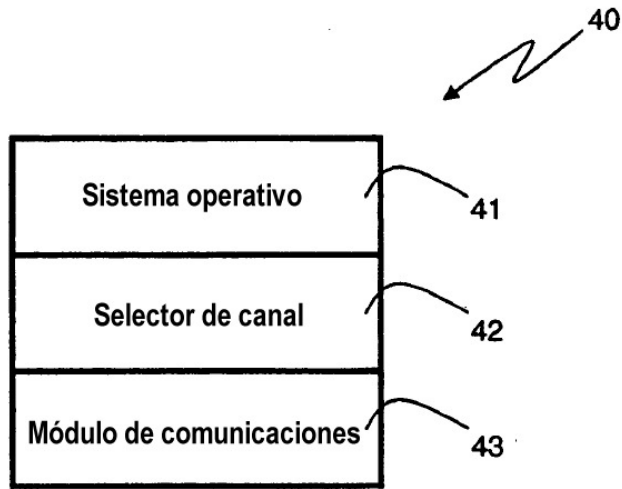 40
Sistema operativo 41
Selector de canal 42
Módulo de comunicaciones 43